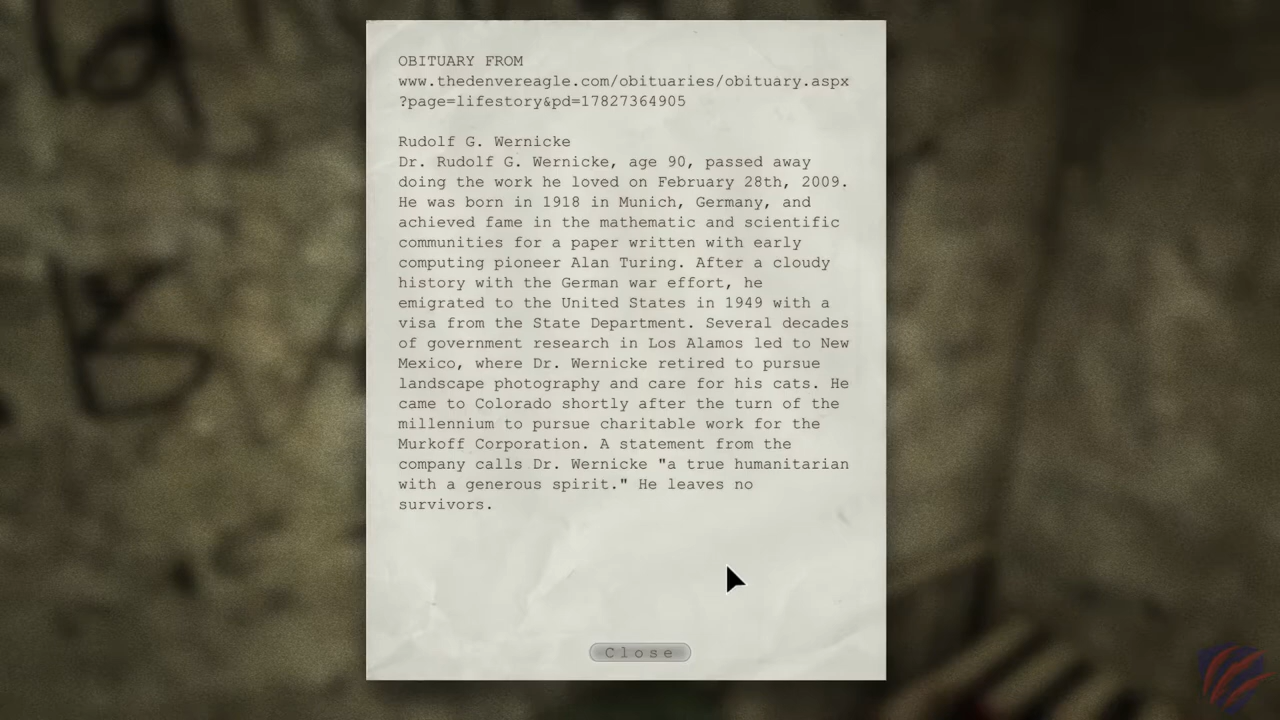 OBITUARY FROM
www.thedenvereagle.com/obituaries/obituary.aspx
?page=lifestory&pd=17827364905
Rudolf G. Wernicke
Dr. Rudolf G. Wernicke, age 90, passed away
doing the work he loved on February 28th, 2009.
He was born in 1918 in Munich, Germany, and
achieved fame in the mathematic and scientific
communities for a paper written with early
computing pioneer Alan Turing. After a cloudy
history with the German war effort, he
emigrated to the United States in 1949 with a
visa from the State Department. Several decades
of government research in Los Alamos led to New
Mexico, where Dr. Wernicke retired to pursue
landscape photography and care for his cats. He
came to Colorado shortly after the turn of the
millennium to pursue charitable work for the
Murkoff Corporation. A statement from the
company calls Dr. Wernicke "a true humanitarian
with a generous spirit." He leaves no
survivors.
Close